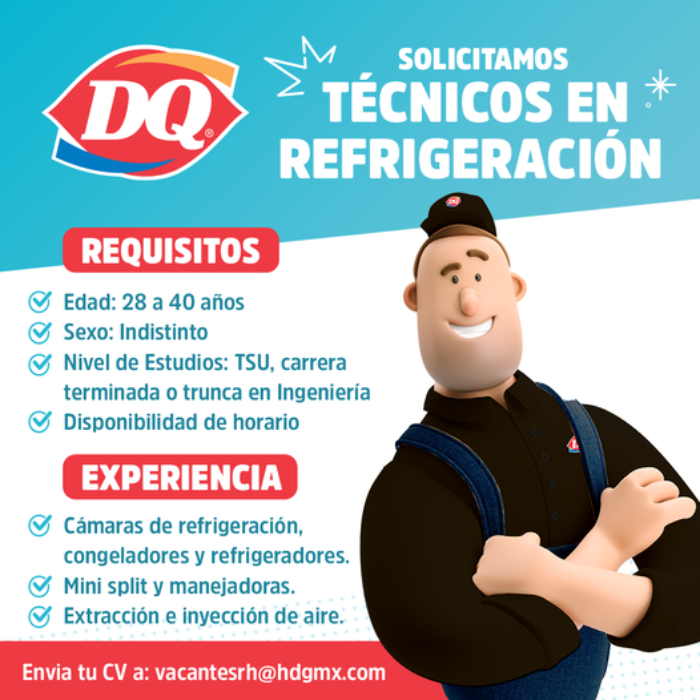 DQ®
SOLICITAMOS
TÉCNICOS EN
REFRIGERACIÓN
REQUISITOS
Edad: 28 a 40 años
Sexo: Indistinto
Nivel de Estudios: TSU, carrera
terminada o trunca en Ingeniería
Disponibilidad de horario
EXPERIENCIA
Cámaras de refrigeración,
congeladores y refrigeradores.
Mini split y manejadoras.
Extracción e inyección de aire.
Envia tu CV a: vacantesrh@hdgmx.com
DQ